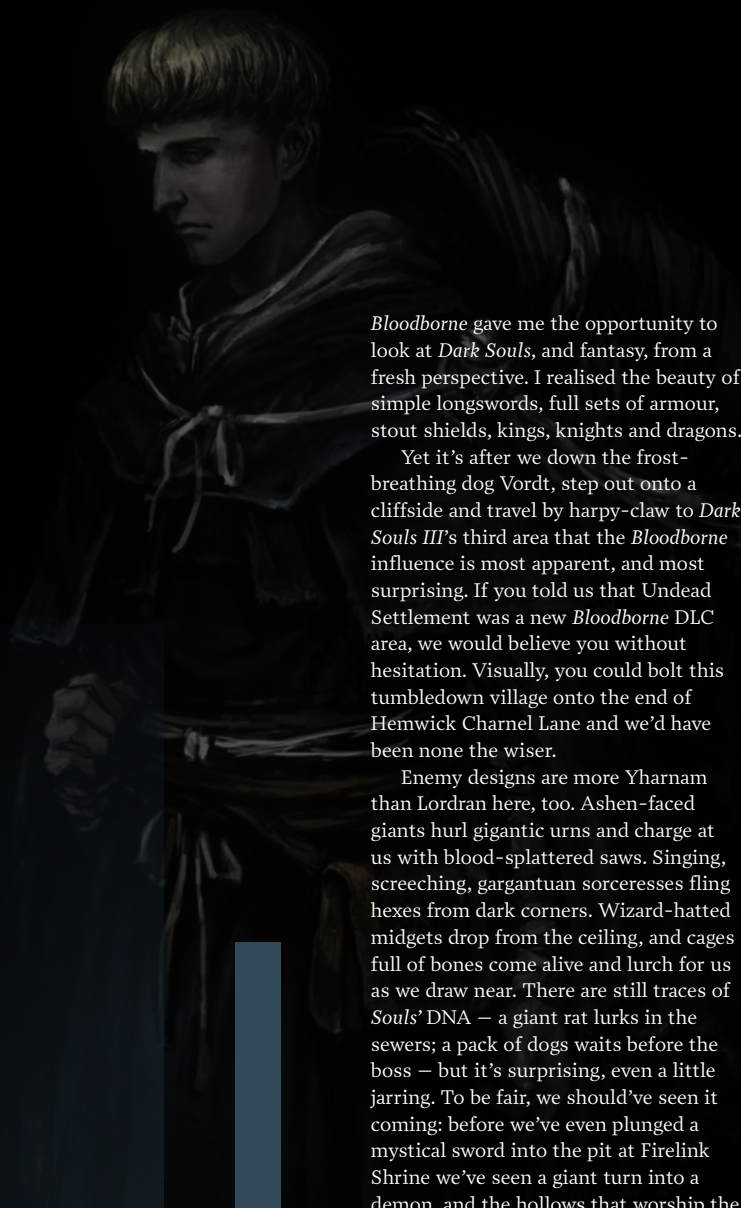 Bloodborne gave me the opportunity to
look at Dark Souls, and fantasy, from a
fresh perspective. I realised the beauty of
simple longswords, full sets of armour,
stout shields, kings, knights and dragons.
Yet it’s after we down the frost-
breathing dog Vordt, step out onto a
cliffside and travel by harpy-claw to Dark
Souls III’s third area that the Bloodborne
influence is most apparent, and most
surprising. If you told us that Undead
Settlement was a new Bloodborne DLC
area, we would believe you without
hesitation. Visually, you could bolt this
tumbledown village onto the end of
Hemwick Charnel Lane and we’d have
been none the wiser.
Enemy designs are more Yharnam
than Lordran here, too. Ashen-faced
giants hurl gigantic urns and charge at
us with blood-splattered saws. Singing,
screeching, gargantuan sorceresses fling
hexes from dark corners. Wizard-hatted
midgets drop from the ceiling, and cages
full of bones come alive and lurch for us
as we draw near. There are still traces of
Souls’ DNA – a giant rat lurks in the
sewers; a pack of dogs waits before the
boss – but it’s surprising, even a little
jarring. To be fair, we should’ve seen it
coming: before we’ve even plunged a
mystical sword into the pit at Firelink
Shrine we’ve seen a giant turn into a
demon, and the hollows that worship the